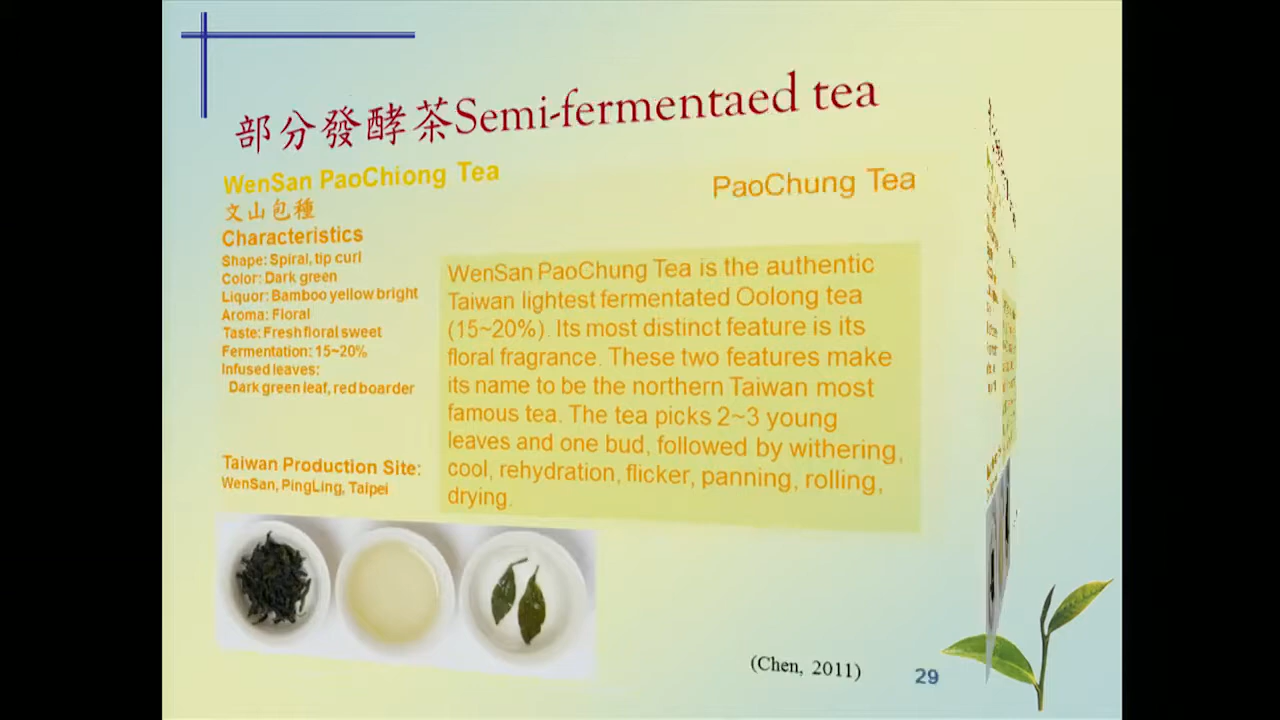 部分發酵茶Semi-fermentaed tea
WenSan PaoChiong Tea
文山包種
Characteristics
Shape: Spiral, tip curl
Color: Dark green
Liquor: Bamboo yellow bright
Aroma: Floral
Taste: Fresh floral sweet
Fermentation: 15~20%
Infused leaves:
Dark green leaf, red boarder
Taiwan Production Site:
WenSan, PingLing, Taipei
PaoChung Tea
WenSan PaoChung Tea is the authentic
Taiwan lightest fermentated Oolong tea
(15~20%). Its most distinct feature is its
floral fragrance. These two features make
its name to be the northern Taiwan most
famous tea. The tea picks 2~3 young
leaves and one bud, followed by withering,
cool, rehydration, flicker, panning, rolling,
drying.
(Chen, 2011)
29